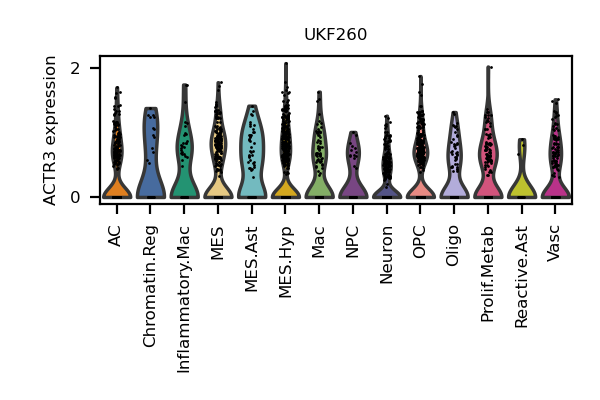 UKF260
ACTR3 expression
2
0
AC
Chromatin.Reg
Inflammatory.Mac
MES
MES.Ast
MES.Hyp
Mac
NPC
Neuron
OPC
Oligo
Prolif.Metab
Reactive.Ast
Vasc